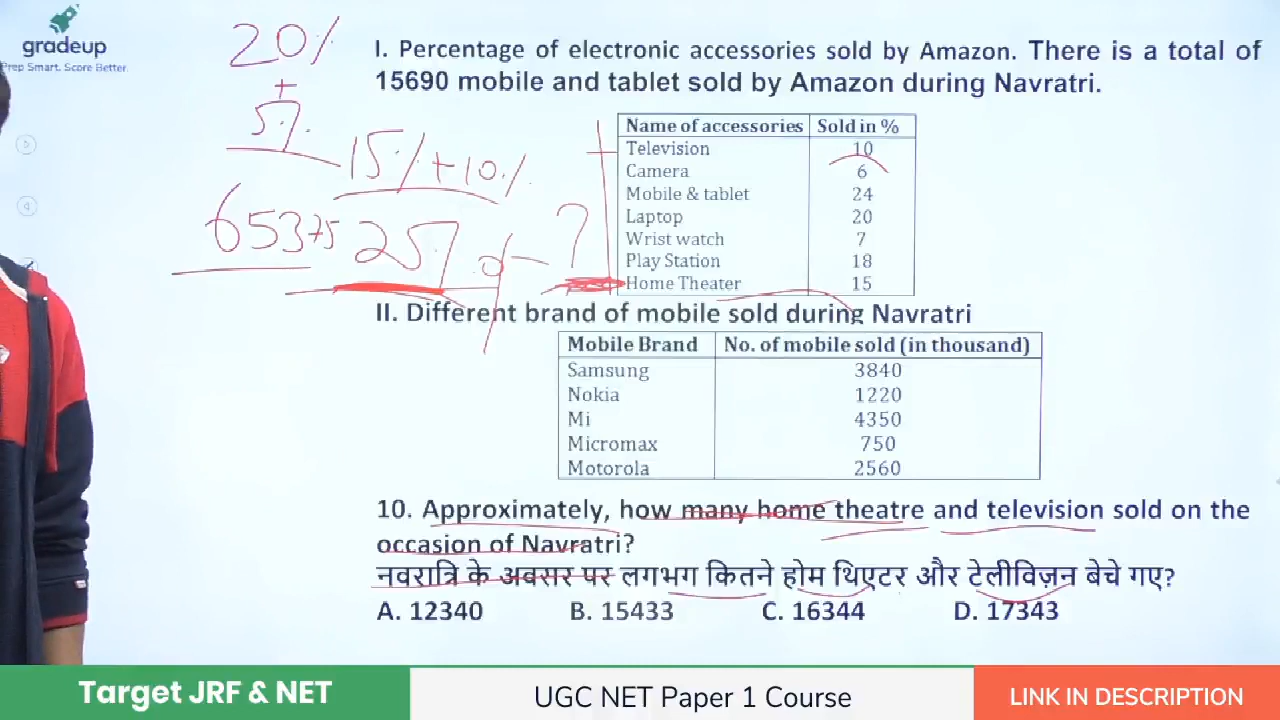 gradeup
Prep Smart. Score Better.
20%
+
5%
15%+10%
65375
25%
?
I. Percentage of electronic accessories sold by Amazon. There is a total of
15690 mobile and tablet sold by Amazon during Navratri.
Name of accessories Sold in %
Television 10
Camera 6
Mobile & tablet 24
Laptop 20
Wrist watch 7
Play Station 18
Home Theater 15
II. Different brand of mobile sold during Navratri
Mobile Brand No. of mobile sold (in thousand)
Samsung 3840
Nokia 1220
Mi 4350
Micromax 750
Motorola 2560
10. Approximately, how many home theatre and television sold on the
occasion of Navratri?
नवरात्रि के अवसर पर लगभग कितने होम थिएटर और टेलीविज़न बेचे गए?
A. 12340 B. 15433 C. 16344 D. 17343
Target JRF & NET UGC NET Paper 1 Course LINK IN DESCRIPTION